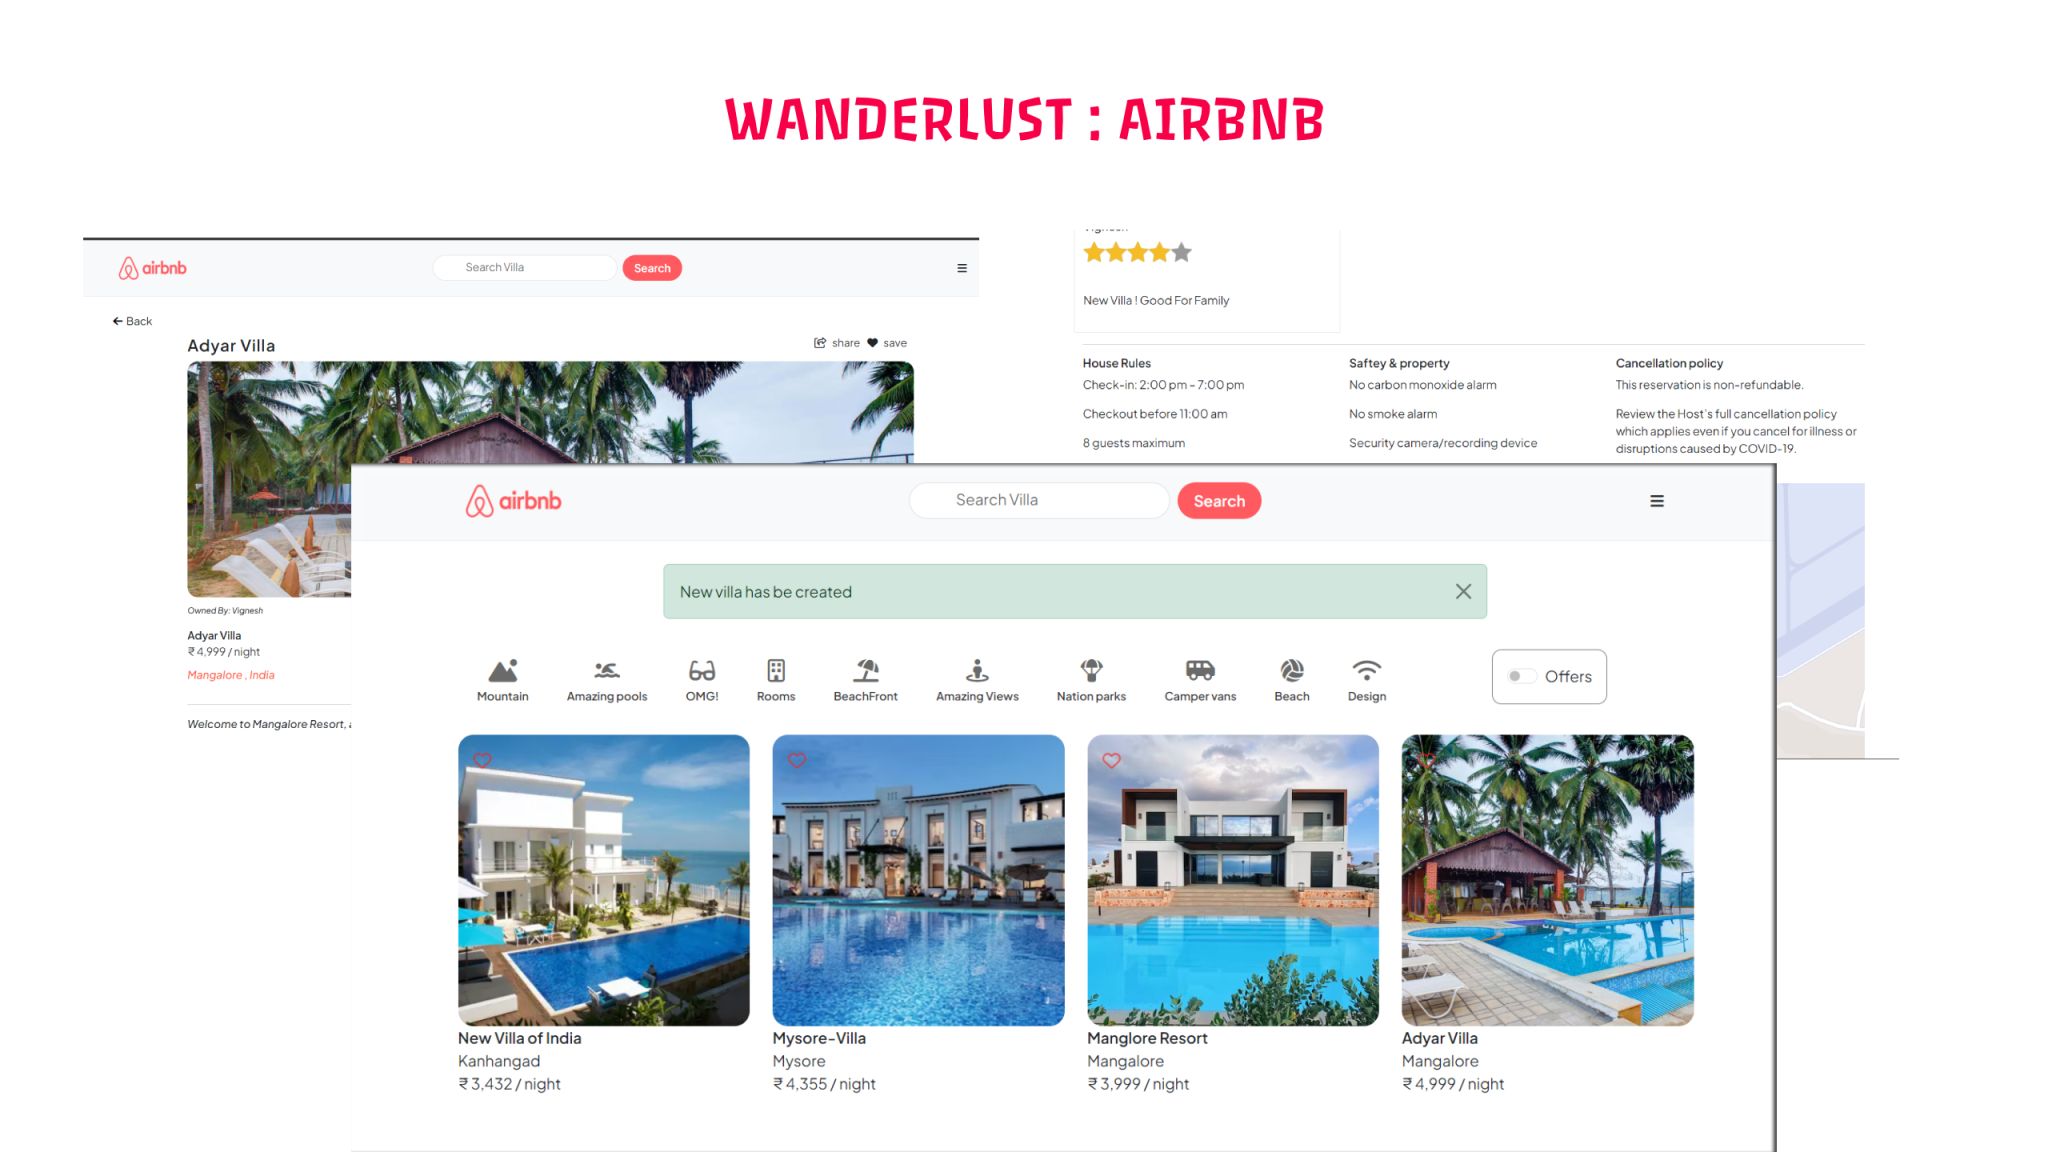 WANDERLUST : AIRBNB
airbnb
Search Villa
Search
Back
Adyar Villa
share
save
Owned By: Vignesh
Adyar Villa
₹ 4,999 / night
Mangalore , India
Welcome to Mangalore Resort,
New Villa ! Good For Family
House Rules
Check-in: 2:00 pm - 7:00 pm
Checkout before 11:00 am
8 guests maximum
Saftey & property
No carbon monoxide alarm
No smoke alarm
Security camera/recording device
Cancellation policy
This reservation is non-refundable.
Review the Host's full cancellation policy
which applies even if you cancel for illness or
disruptions caused by COVID-19.
airbnb
Search Villa
Search
New villa has be created
Mountain
Amazing pools
OMG!
Rooms
BeachFront
Amazing Views
Nation parks
Camper vans
Beach
Design
Offers
New Villa of India
Kanhangad
₹ 3,432 / night
Mysore-Villa
Mysore
₹ 4,355 / night
Manglore Resort
Mangalore
₹ 3,999 / night
Adyar Villa
Mangalore
₹ 4,999 / night